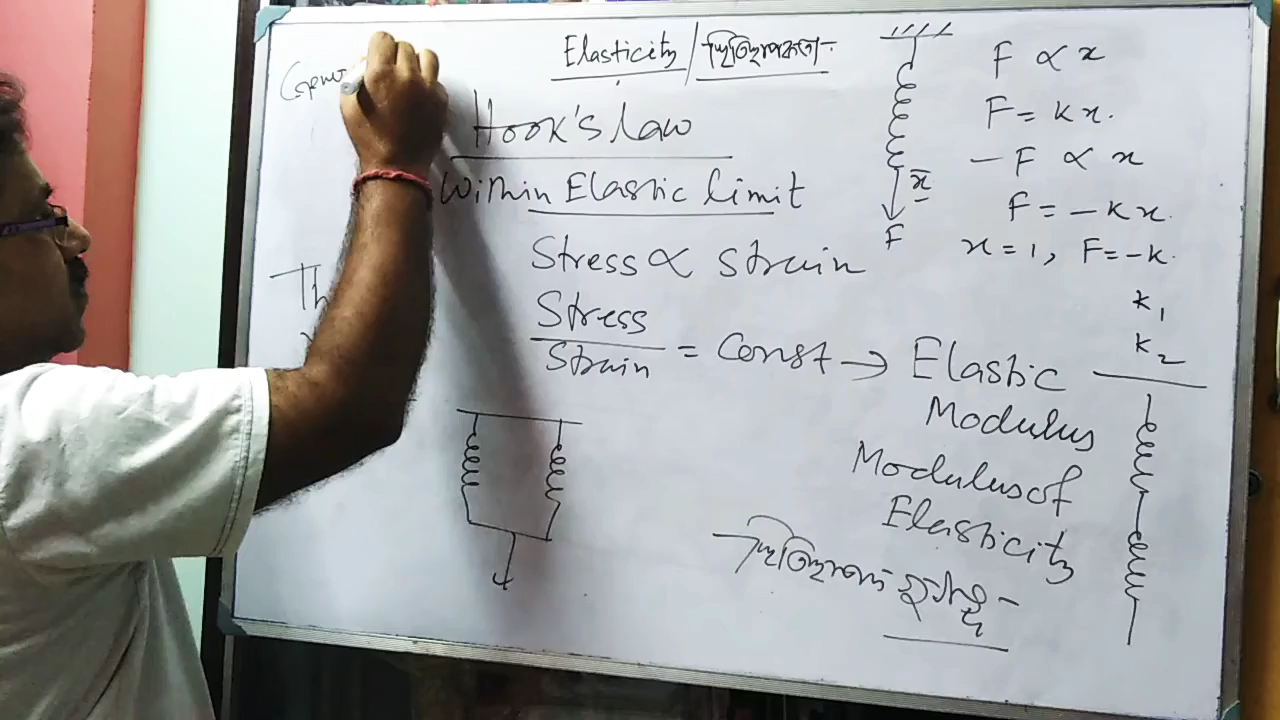 Elasticity / স্থিতিস্থাপকতা
Hook's law
Within Elastic limit
Stress ∝ strain
Stress
Strain
= Const → Elastic
Modulus
Modulus of
Elasticity
Th
F ∝ x
F = kx.
- F ∝ x
F = - kx.
x = 1, F = - k.
x
F
k₁
k₂